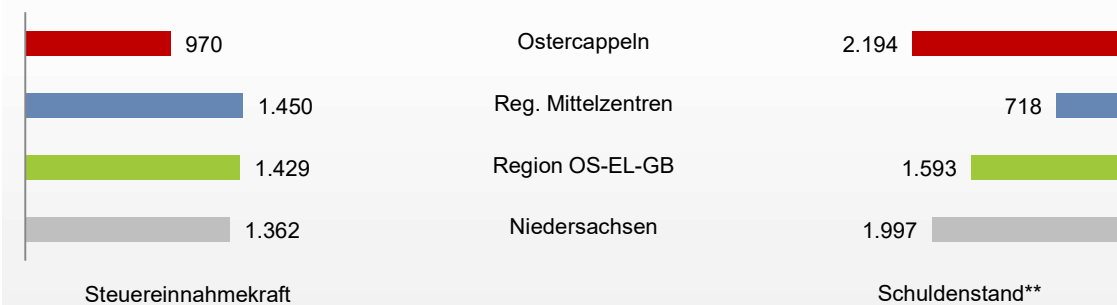 970 Ostercappeln 2.194
1.450 Reg. Mittelzentren 718
1.429 Region OS-EL-GB 1.593
1.362 Niedersachsen 1.997
Steuereinnahmekraft Schuldenstand**